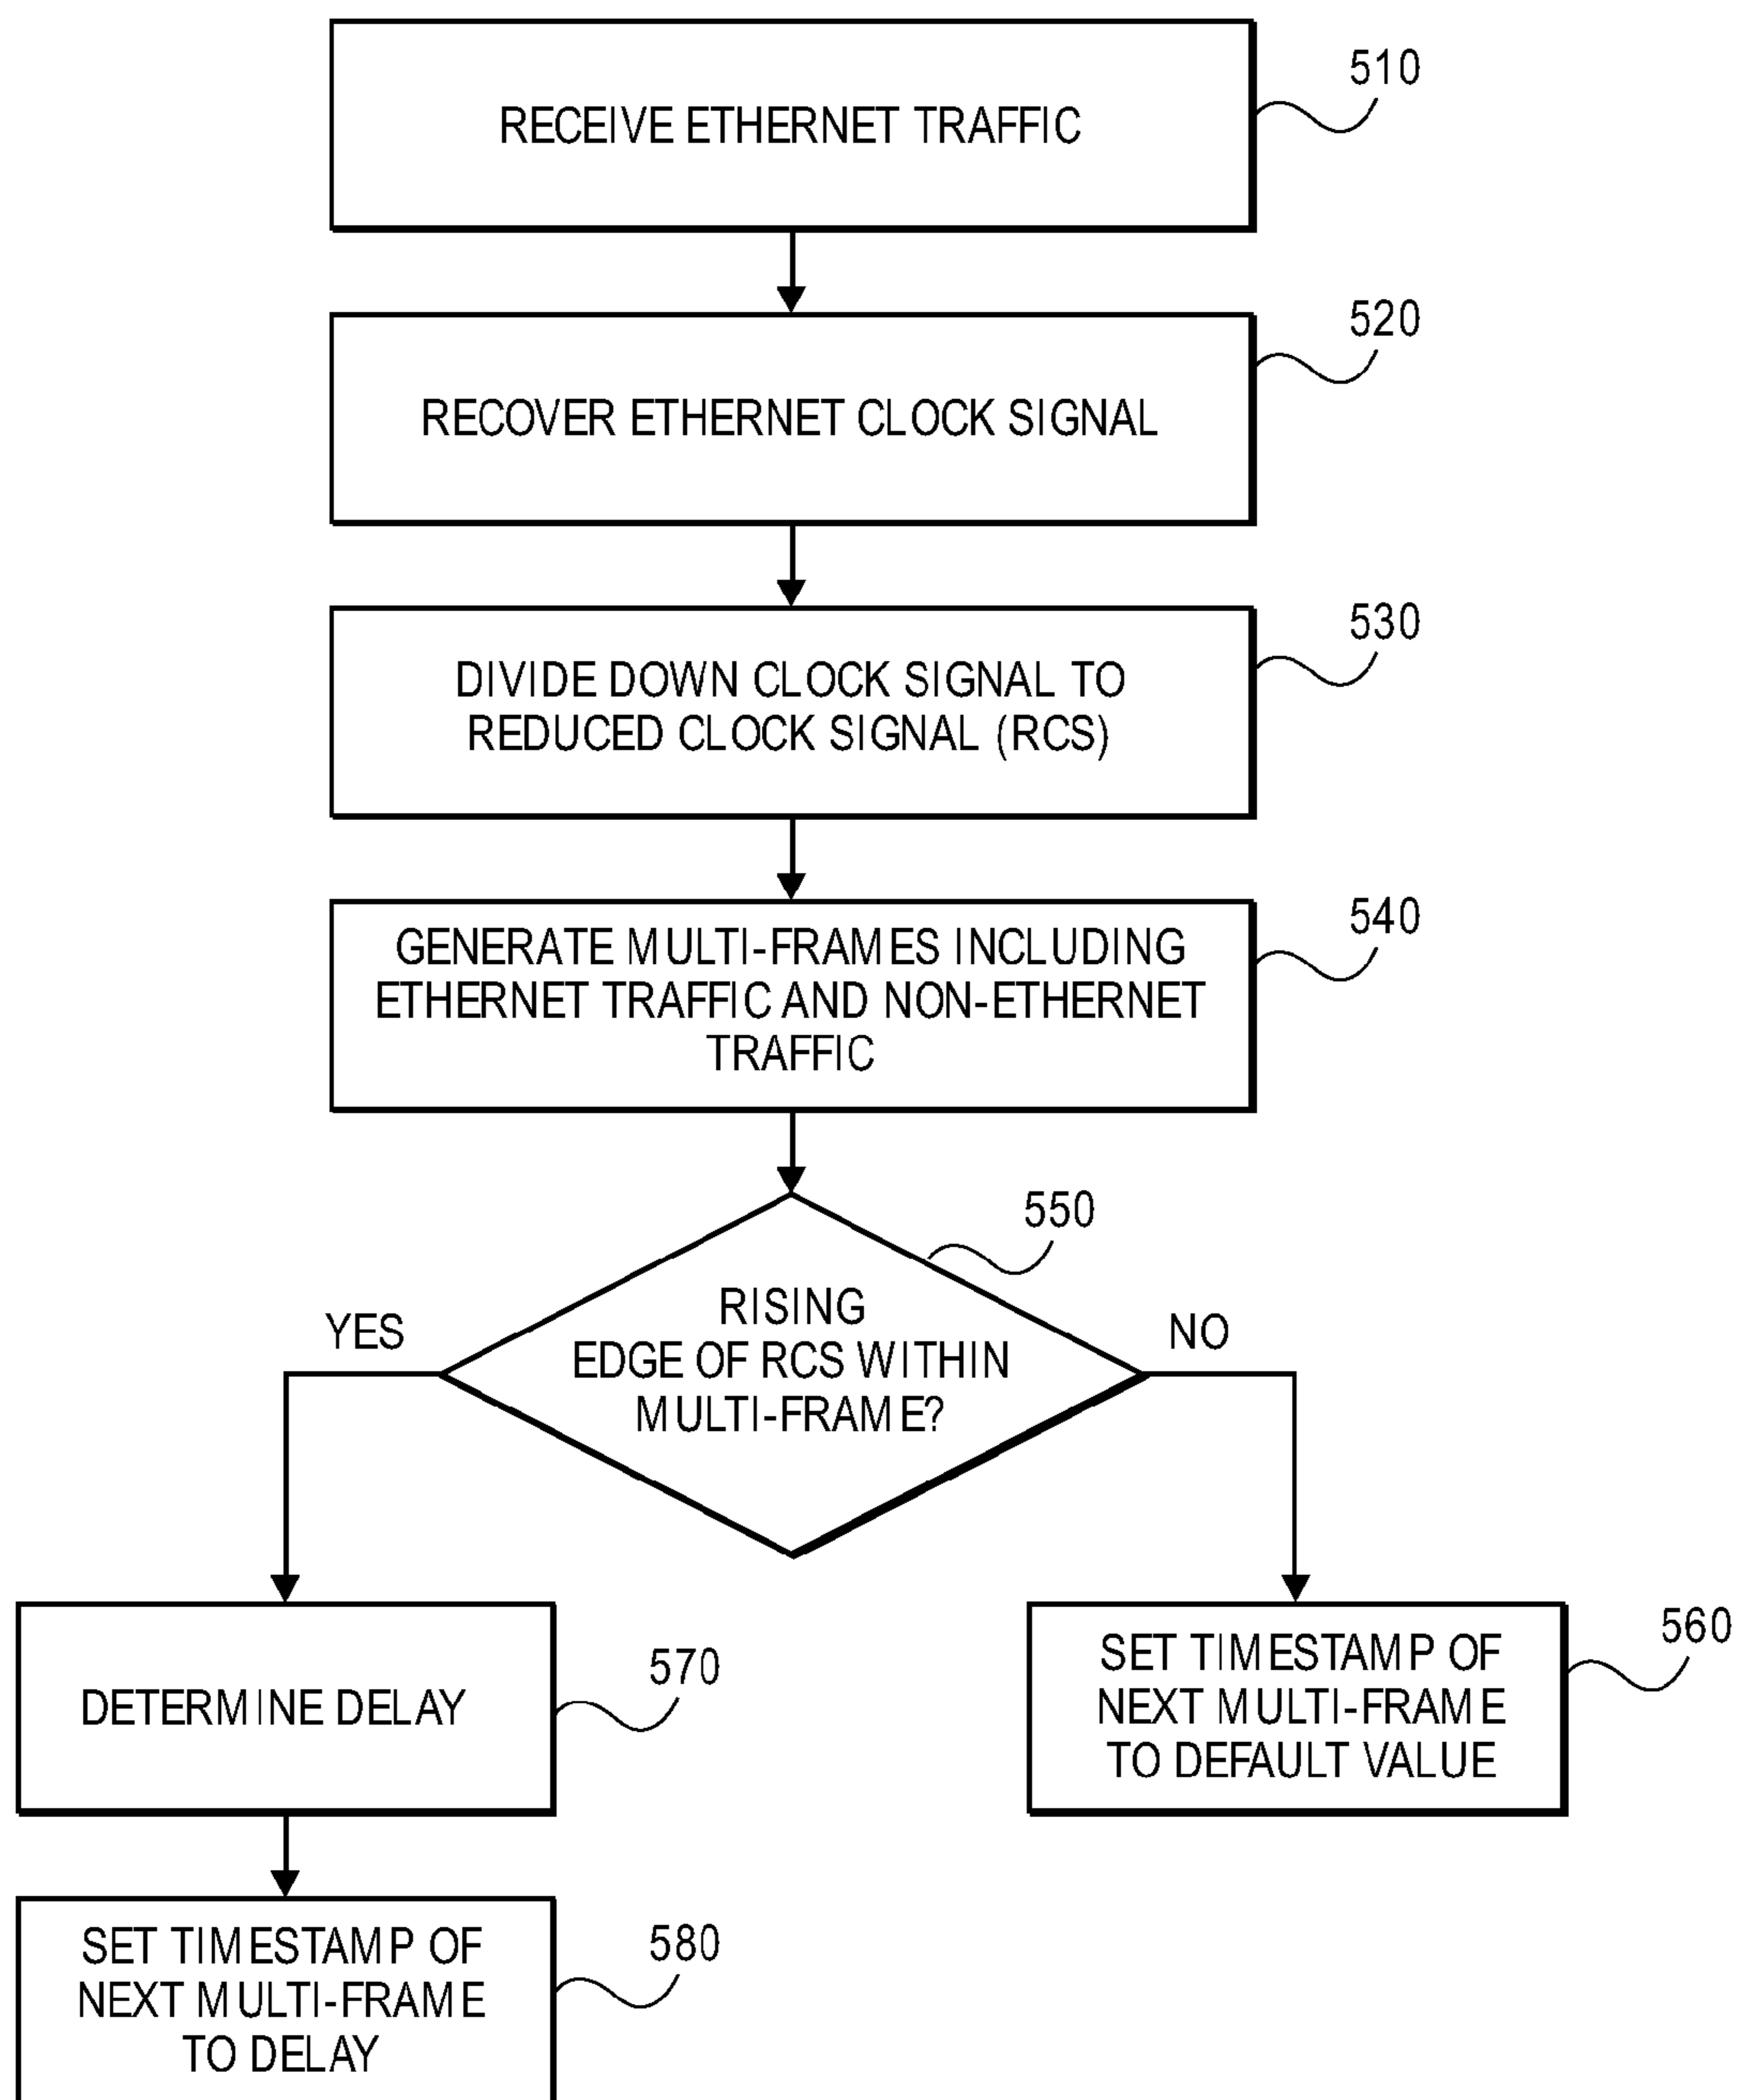 510
RECEIVE ETHERNET TRAFFIC
520
RECOVER ETHERNET CLOCK SIGNAL
530
DIVIDE DOWN CLOCK SIGNAL TO
REDUCED CLOCK SIGNAL (RCS)
540
GENERATE MULTI-FRAMES INCLUDING
ETHERNET TRAFFIC AND NON-ETHERNET
TRAFFIC
550
RISING
EDGE OF RCS WITHIN
MULTI-FRAME?
YES
NO
570
DETERMINE DELAY
560
SET TIMESTAMP OF
NEXT MULTI-FRAME
TO DEFAULT VALUE
580
SET TIMESTAMP OF
NEXT MULTI-FRAME
TO DELAY